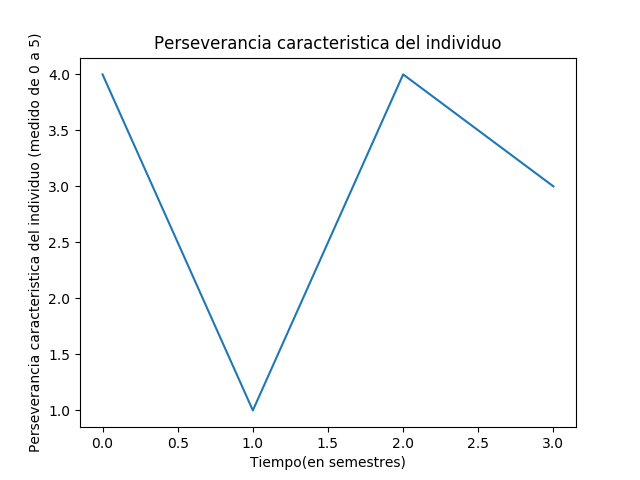 Perseverancia caracteristica del individuo
Perseverancia caracteristica del individuo (medido de 0 a 5)
4.0
3.5
3.0
2.5
2.0
1.5
1.0
0.0 0.5 1.0 1.5 2.0 2.5 3.0
Tiempo(en semestres)